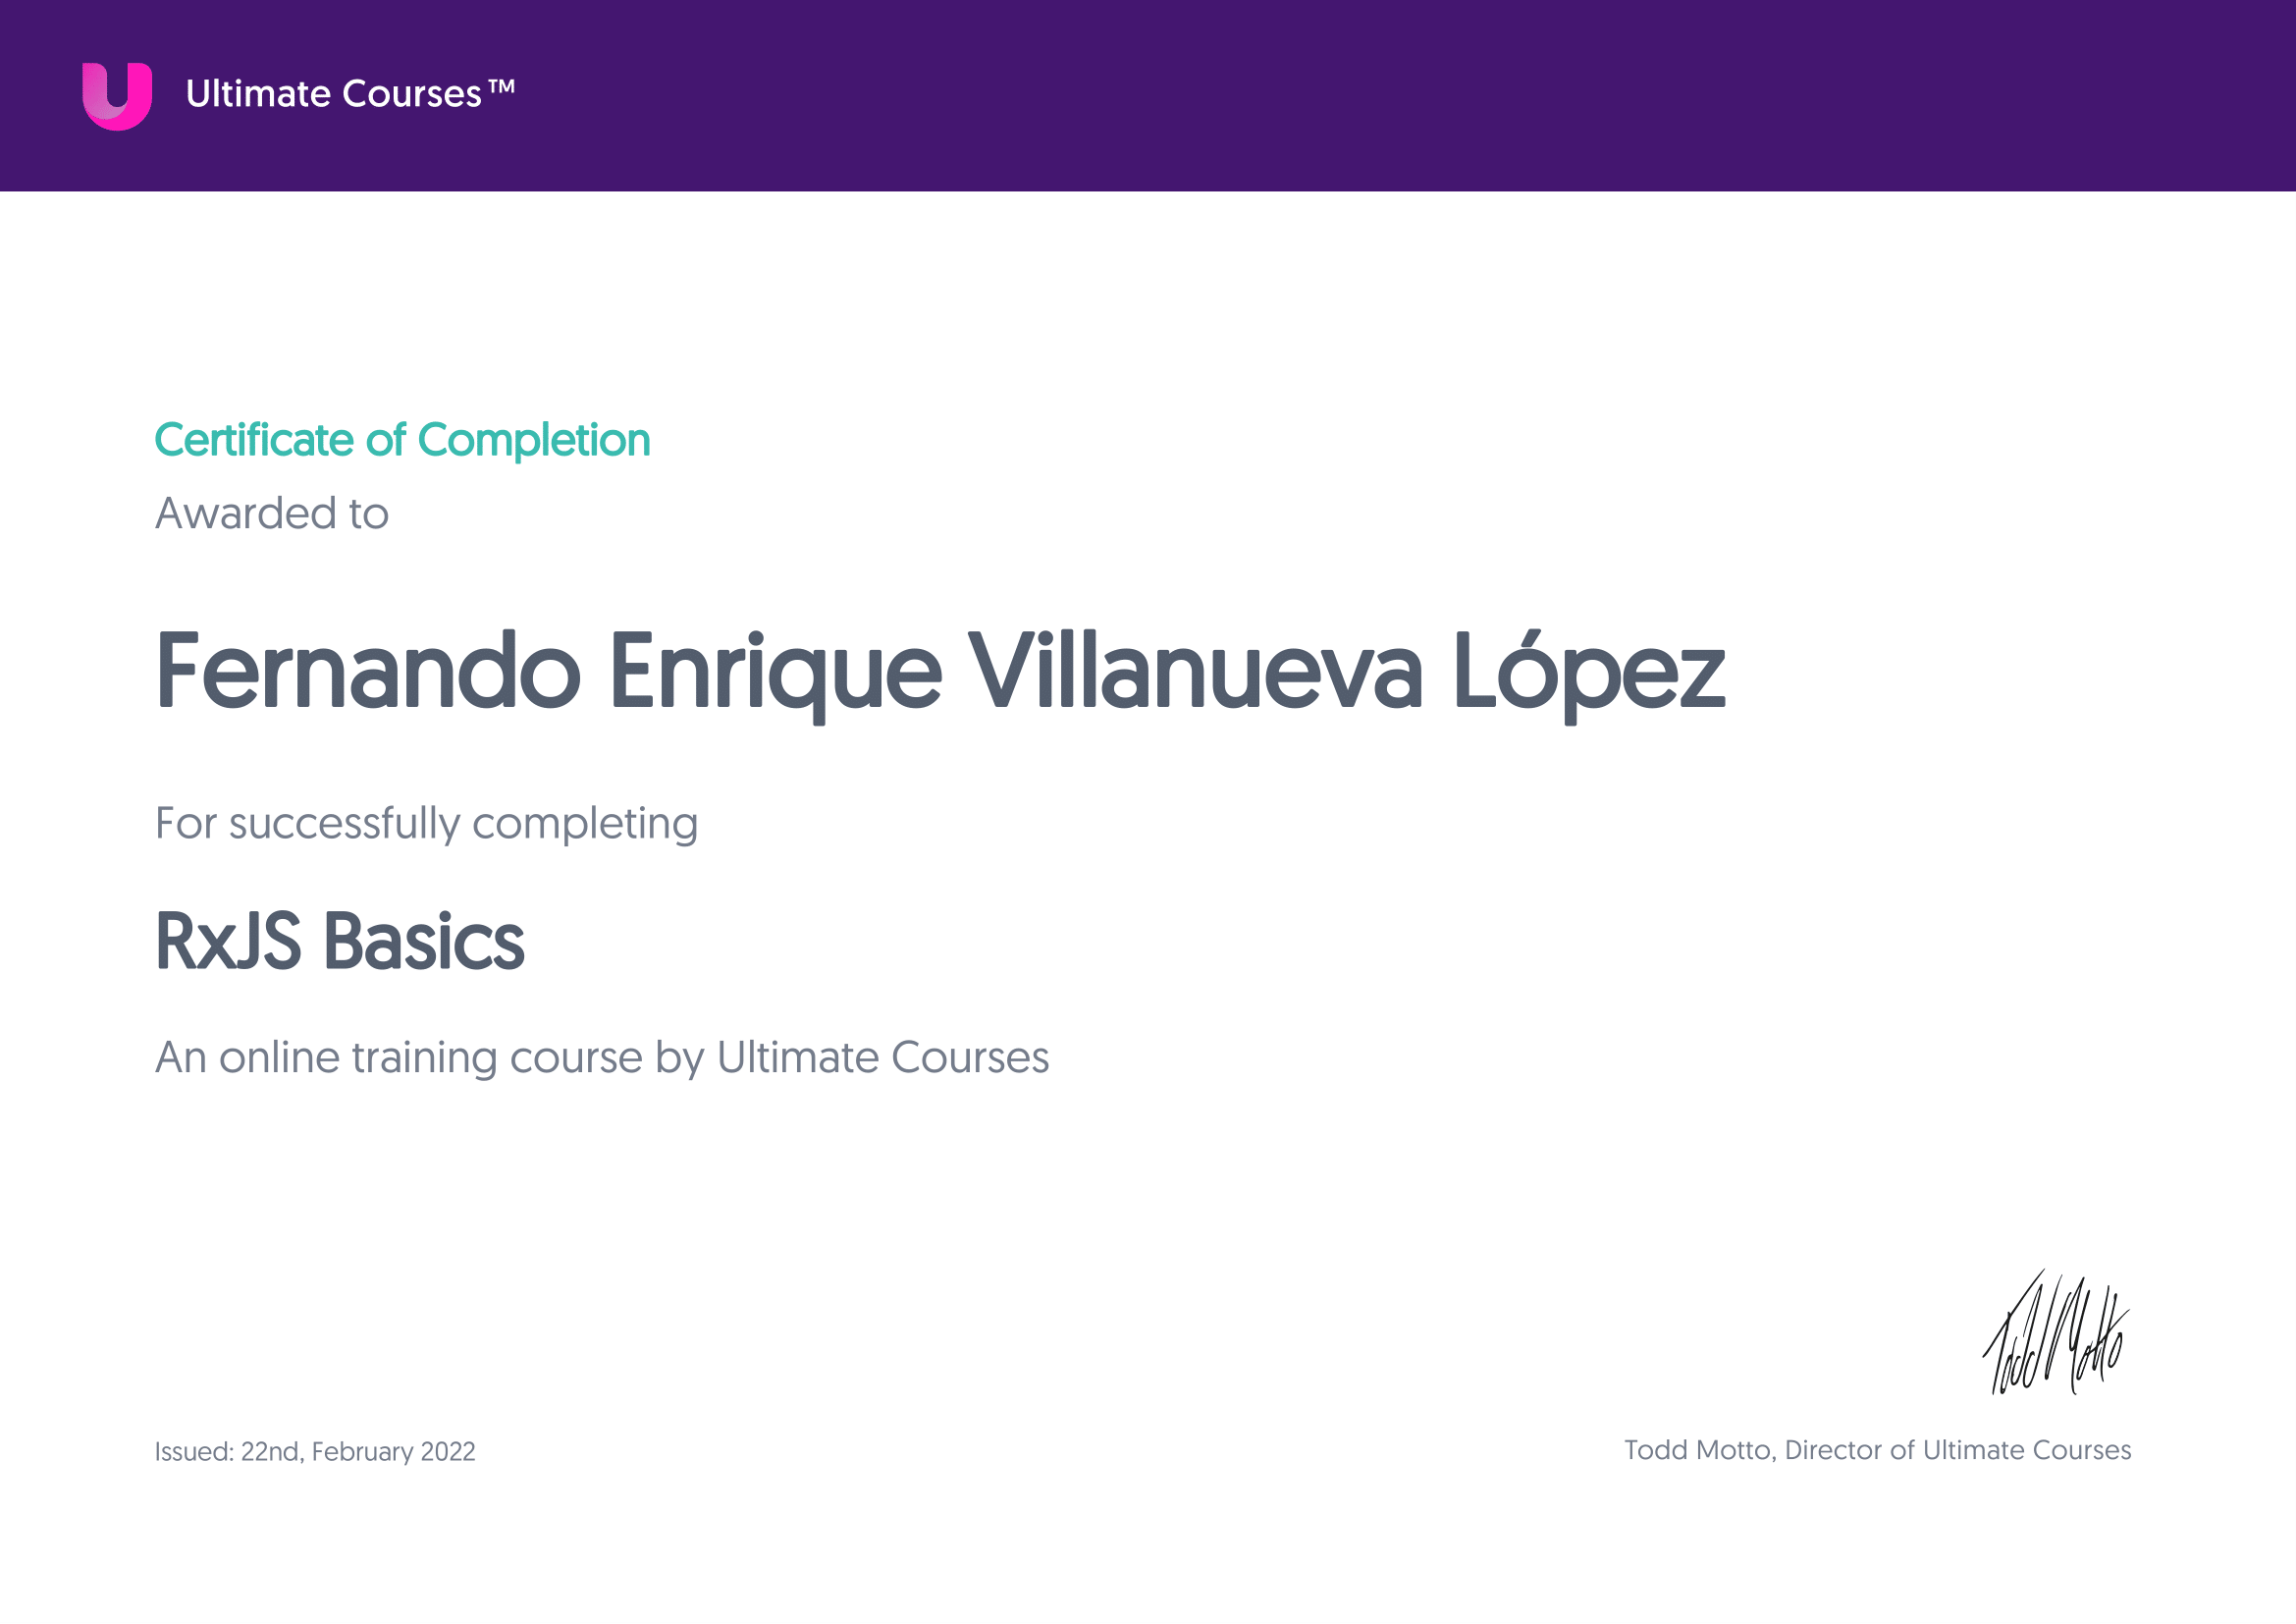 Ultimate Courses™
Certificate of Completion
Awarded to
Fernando Enrique Villanueva López
For successfully completing
RxJS Basics
An online training course by Ultimate Courses
Todd Motto
Issued: 22nd, February 2022
Todd Motto, Director of Ultimate Courses